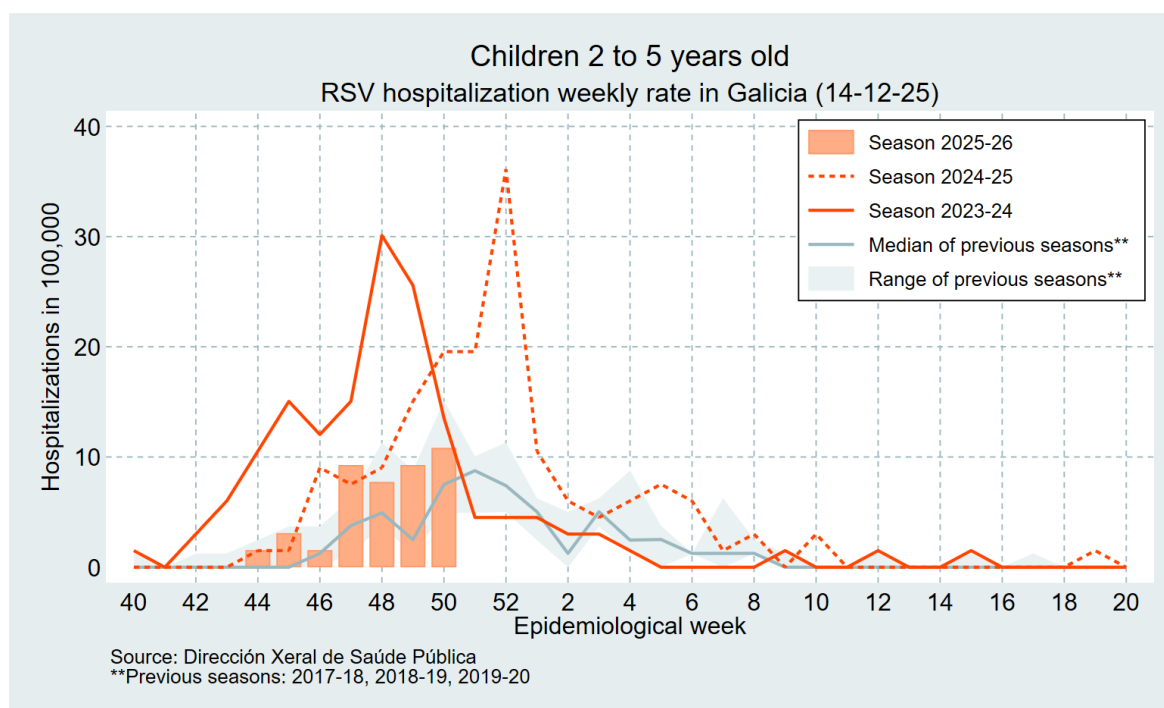 Children 2 to 5 years old
RSV hospitalization weekly rate in Galicia (14-12-25)
Hospitalizations in 100,000
40
30
20
10
0
Season 2025-26
Season 2024-25
Season 2023-24
Median of previous seasons**
Range of previous seasons**
40 42 44 46 48 50 52 2 4 6 8 10 12 14 16 18 20
Epidemiological week
Source: Dirección Xeral de Saúde Pública
**Previous seasons: 2017-18, 2018-19, 2019-20